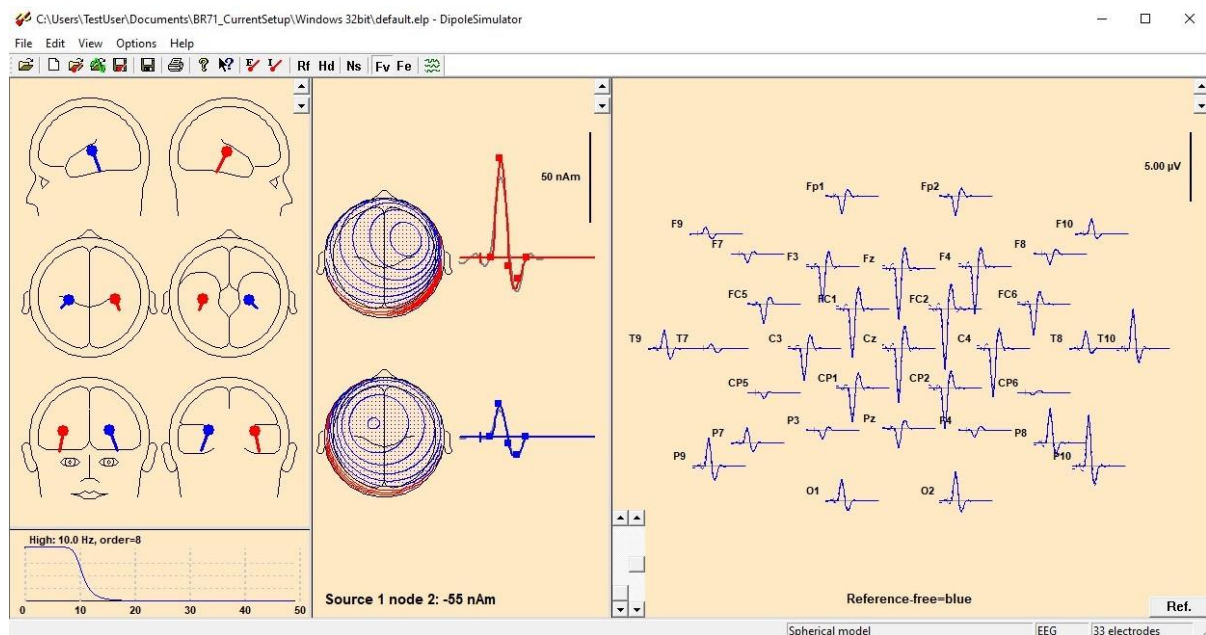 C:\Users\TestUser\Documents\BR71_CurrentSetup\Windows 32bit\default.elp - DipoleSimulator
File Edit View Options Help
Rf Hd Ns Fv Fe
50 nAm
5.00 µV
Fp1 Fp2
F9 F10
F7 F8
F3 Fz F4
FC5 FC1 FC2 FC6
T9 T7 C3 Cz C4 T8 T10
CP5 CP1 CP2 CP6
P7 P3 Pz P4 P8
P9 P10
O1 O2
High: 10.0 Hz, order=8
0 10 20 30 40 50
Source 1 node 2: -55 nAm
Reference-free=blue
Ref.
Spherical model EEG 33 electrodes